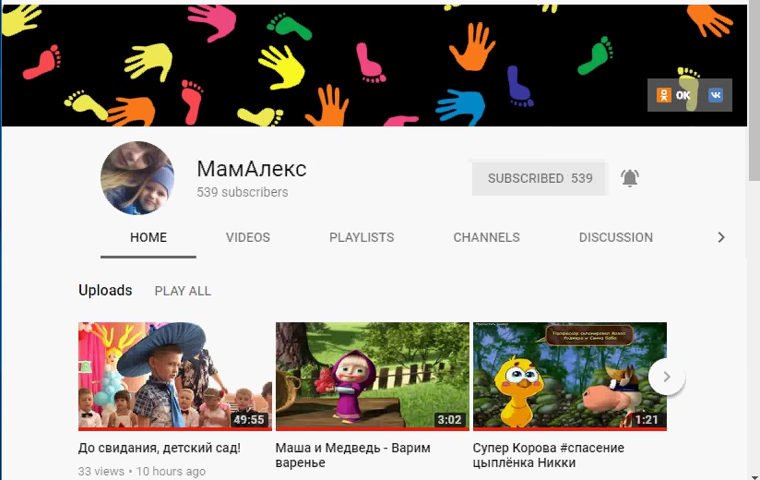 OK
МамАлекс
539 subscribers
SUBSCRIBED 539
HOME
VIDEOS
PLAYLISTS
CHANNELS
DISCUSSION
Uploads
PLAY ALL
49:55
3:02
1:21
До свидания, детский сад!
33 views • 10 hours ago
Маша и Медведь - Варим
варенье
Супер Корова #спасение
цыплёнка Никки